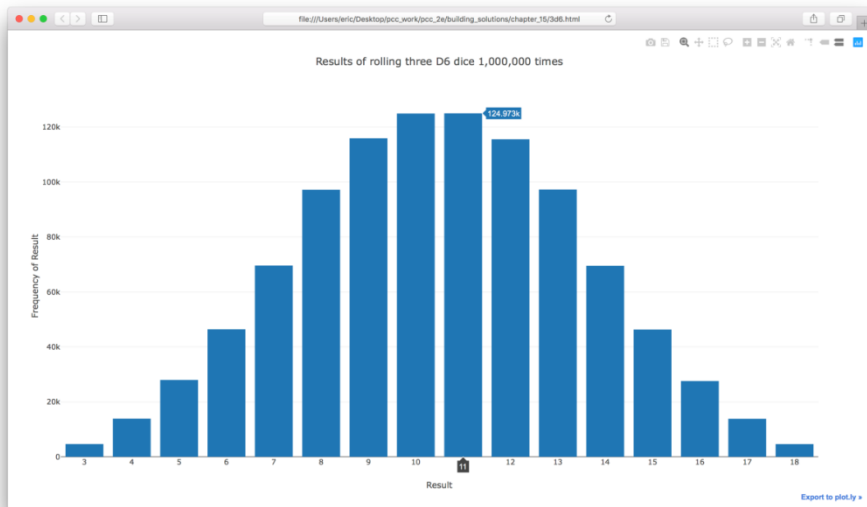 file:///Users/eric/Desktop/pcc_work/pcc_2e/building_solutions/chapter_15/3d6.html
Results of rolling three D6 dice 1,000,000 times
124.973k
120k
100k
80k
60k
40k
20k
0
Frequency of Result
3 4 5 6 7 8 9 10 11 12 13 14 15 16 17 18
Result
Export to plot.ly »